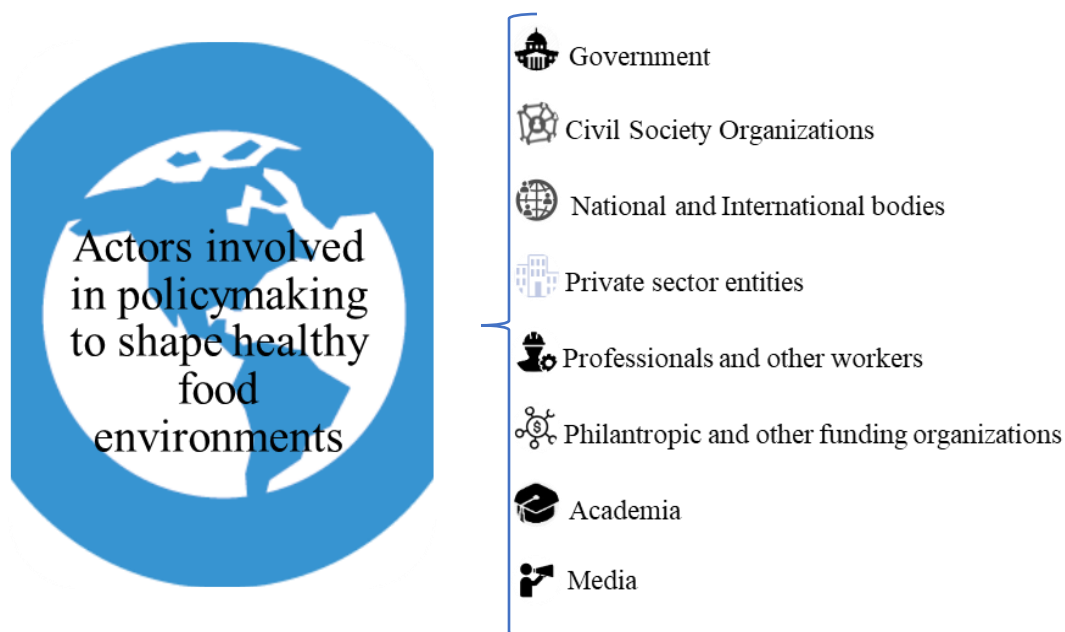 Actors involved
in policymaking
to shape healthy
food
environments
Government
Civil Society Organizations
National and International bodies
Private sector entities
Professionals and other workers
Philantropic and other funding organizations
Academia
Media